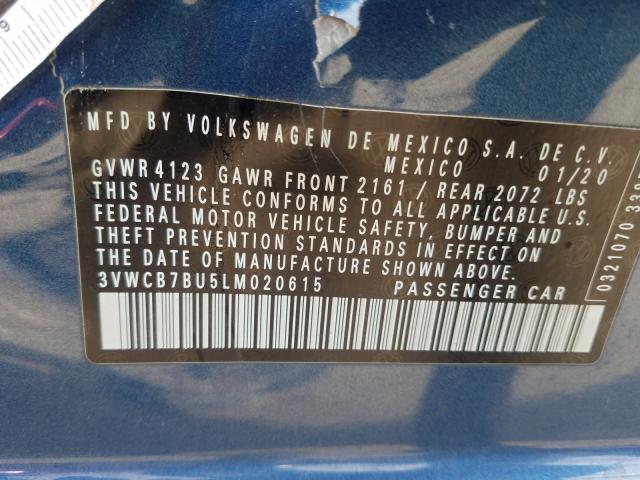 MFD BY VOLKSWAGEN DE MEXICO S.A. DE C.V.
MEXICO 01/20
GVWR 4123 GAWR FRONT 2161 / REAR 2072 LBS
THIS VEHICLE CONFORMS TO ALL APPLICABLE U.S.
FEDERAL MOTOR VEHICLE SAFETY, BUMPER AND
THEFT PREVENTION STANDARDS IN EFFECT ON
THE DATE OF MANUFACTURE SHOWN ABOVE.
3VWCB7BU5LM020615 PASSENGER CAR
0321070
9